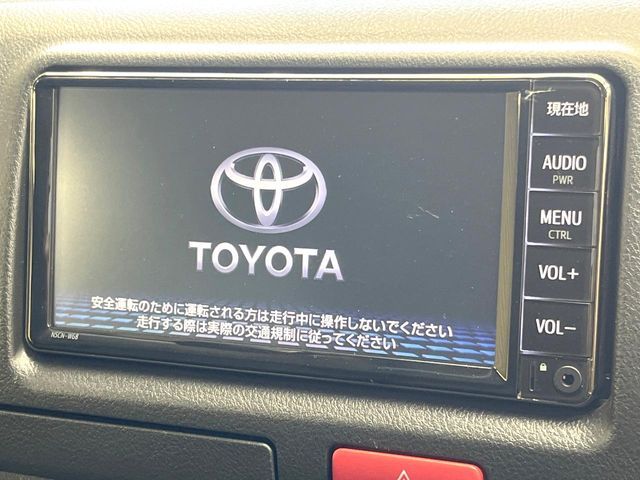 現在地
AUDIO
PWR
MENU
CTRL
VOL+
VOL-
TOYOTA
安全運転のために運転される方は走行中に操作しないでください
走行する際は実際の交通規制に従ってください
NSCN-W68